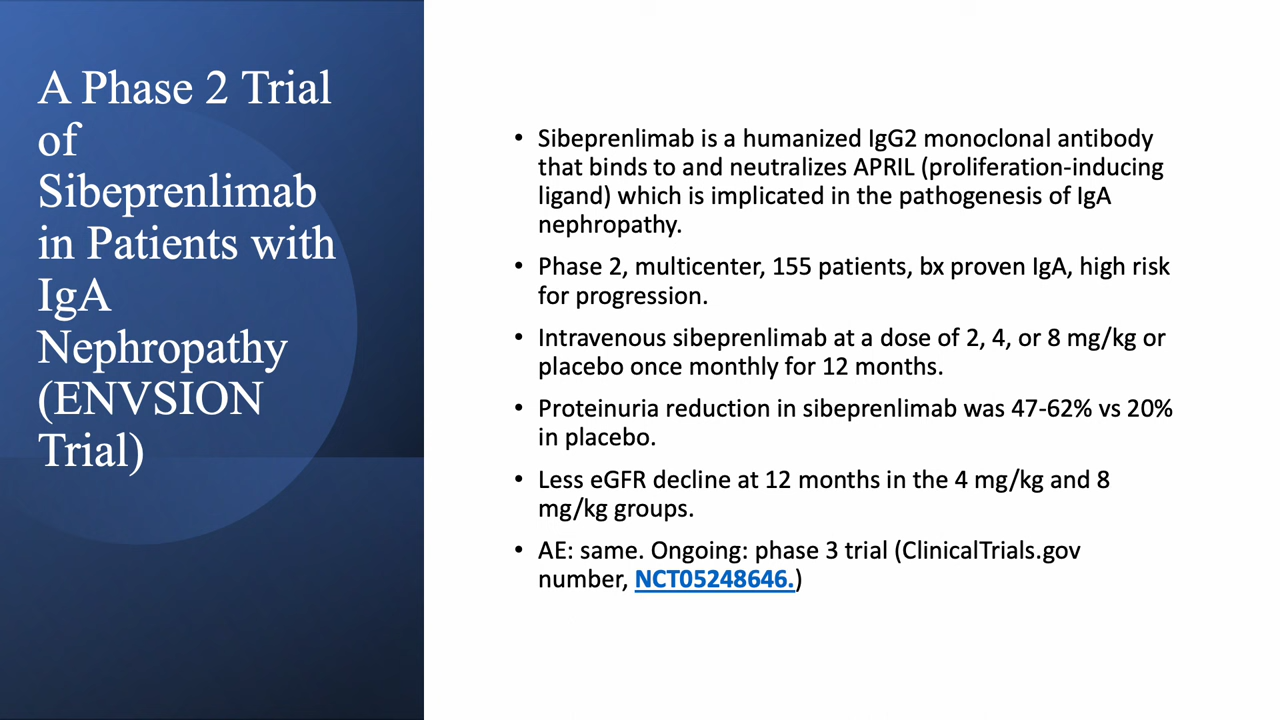 A Phase 2 Trial
of
Sibeprenlimab
in Patients with
IgA
Nephropathy
(ENVSION
Trial)
• Sibeprenlimab is a humanized IgG2 monoclonal antibody
that binds to and neutralizes APRIL (proliferation-inducing
ligand) which is implicated in the pathogenesis of IgA
nephropathy.
• Phase 2, multicenter, 155 patients, bx proven IgA, high risk
for progression.
• Intravenous sibeprenlimab at a dose of 2, 4, or 8 mg/kg or
placebo once monthly for 12 months.
• Proteinuria reduction in sibeprenlimab was 47-62% vs 20%
in placebo.
• Less eGFR decline at 12 months in the 4 mg/kg and 8
mg/kg groups.
• AE: same. Ongoing: phase 3 trial (ClinicalTrials.gov
number, NCT05248646.)